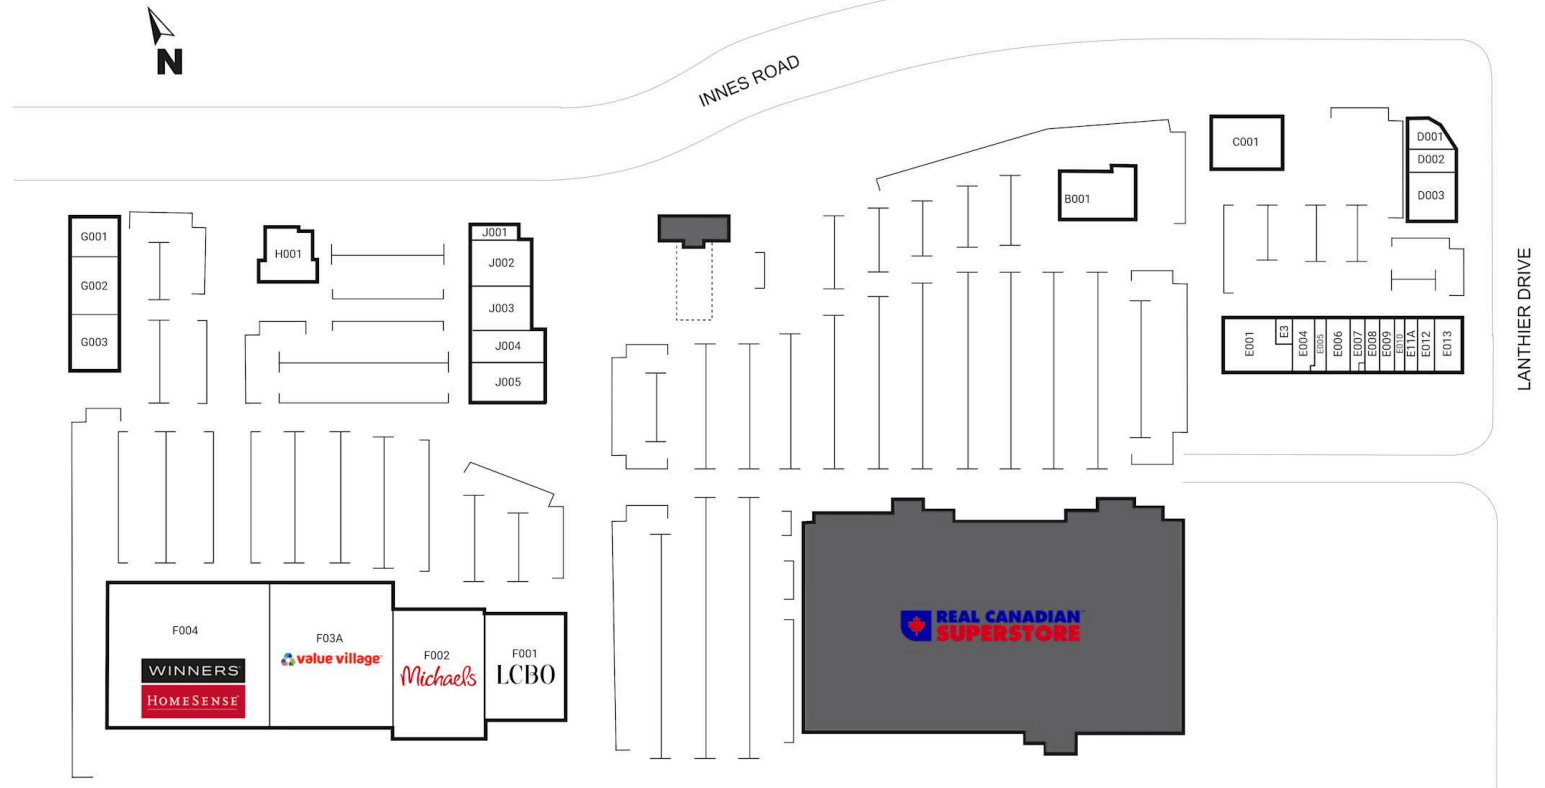 N
INNES ROAD
C001
D001
D002
D003
B001
G001
G002
G003
H001
J001
J002
J003
J004
J005
LANTHIER DRIVE
E001
E3
E004
E005
E006
E007
E008
E009
E010
E11A
E012
E013
F004
WINNERS
HOMESENSE
F03A
value village
F002
Michaels
F001
LCBO
REAL CANADIAN
SUPERSTORE